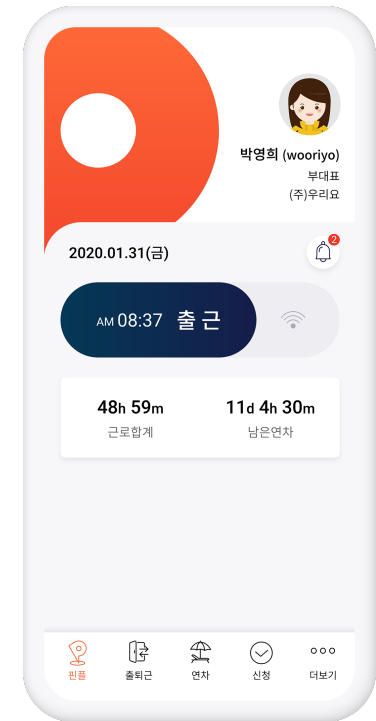 박영희 (wooriyo)
부대표
(주)우리요
2020.01.31(금)
2
AM 08:37 출근
48h 59m
근로합계
11d 4h 30m
남은연차
핀플
출퇴근
연차
신청
더보기